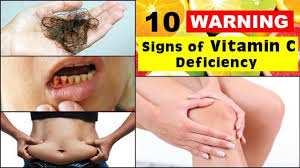 10 WARNING
Signs of Vitamin C
Deficiency